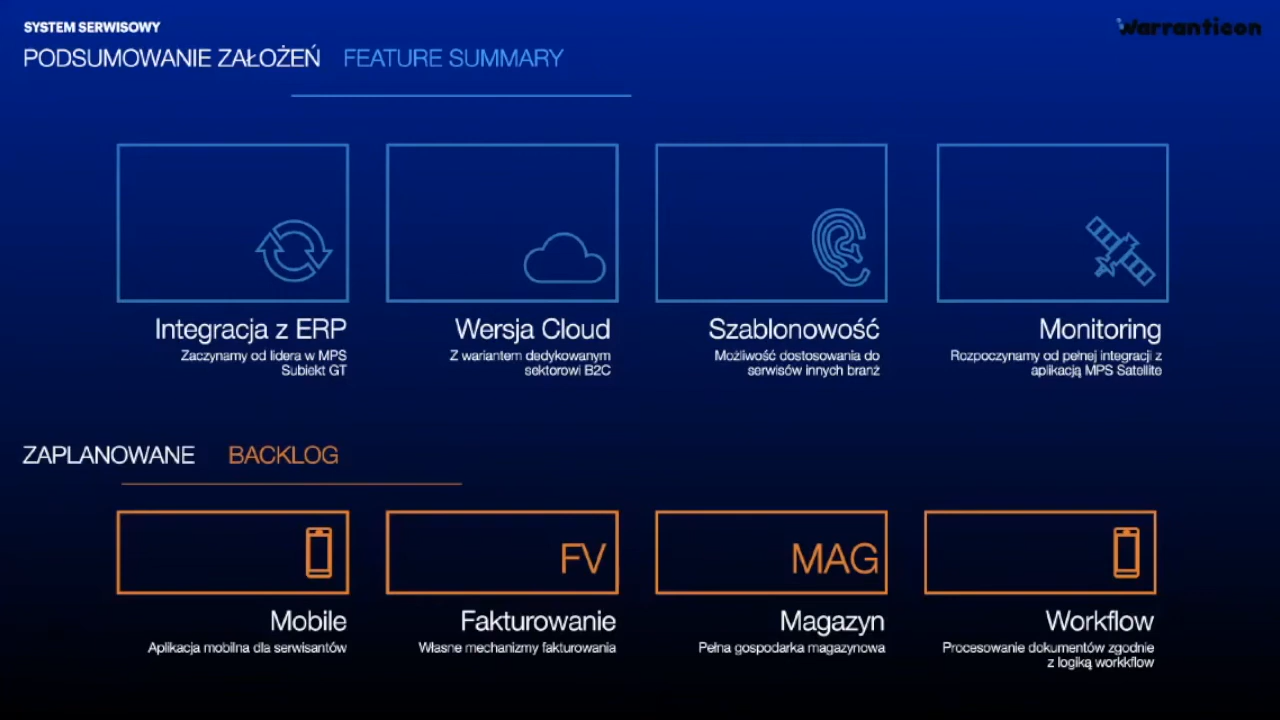 SYSTEM SERWISOWY
Warranticon
PODSUMOWANIE ZAŁOŻEŃ FEATURE SUMMARY
Integracja z ERP
Zaczynamy od lidera w MPS
Subiekt GT
Wersja Cloud
Z wariantem dedykowanym
sektorowi B2C
Szablonowość
Możliwość dostosowania do
serwisów innych branż
Monitoring
Rozpoczynamy od pełnej integracji z
aplikacją MPS Satellite
ZAPLANOWANE BACKLOG
Mobile
Aplikacja mobilna dla serwisantów
FV
Fakturowanie
Własne mechanizmy fakturowania
MAG
Magazyn
Pełna gospodarka magazynowa
Workflow
Procesowanie dokumentów zgodnie
z logiką workkflow